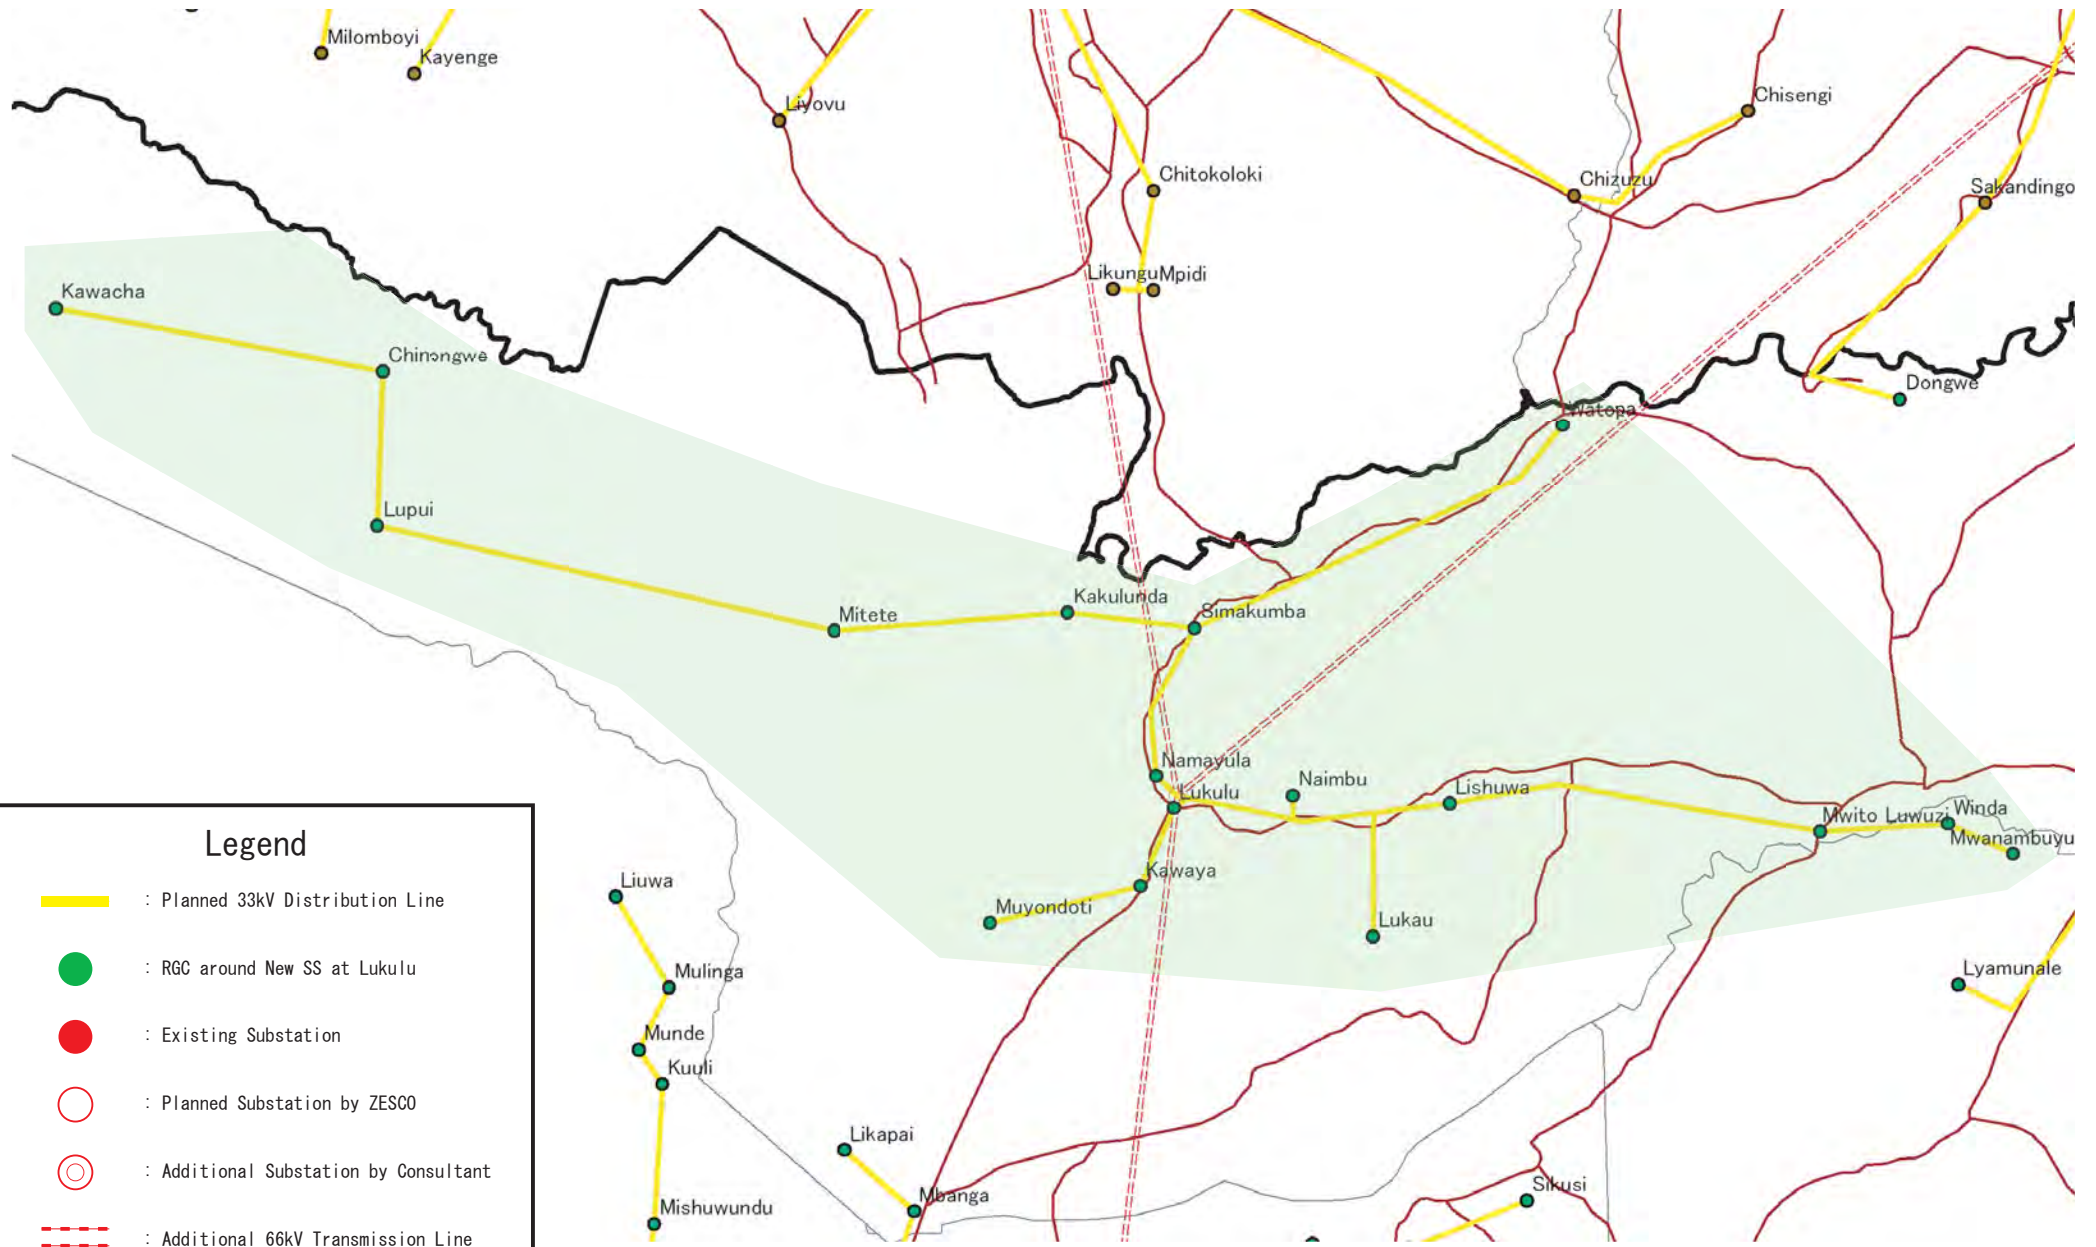 Milomboyi
Kayenge
Liyovu
Chisengi
Chitokoloki
Chizuzu
Sakandingo
Likungu Mpidi
Kawacha
Chinongwe
Dongwe
Watopa
Lupui
Kakulunda
Mitete
Simakumba
Namayula
Naimbu
Lukulu
Lishuwa
Mwito Luwuzi
Winda
Mwanambuyu
Kawaya
Liuwa
Muyondoti
Lukau
Mulinga
Lyamunale
Munde
Kuuli
Likapai
Mbanga
Sikusi
Mishuwundu
Legend
: Planned 33kV Distribution Line
: RGC around New SS at Lukulu
: Existing Substation
: Planned Substation by ZESCO
: Additional Substation by Consultant
: Additional 66kV Transmission Line